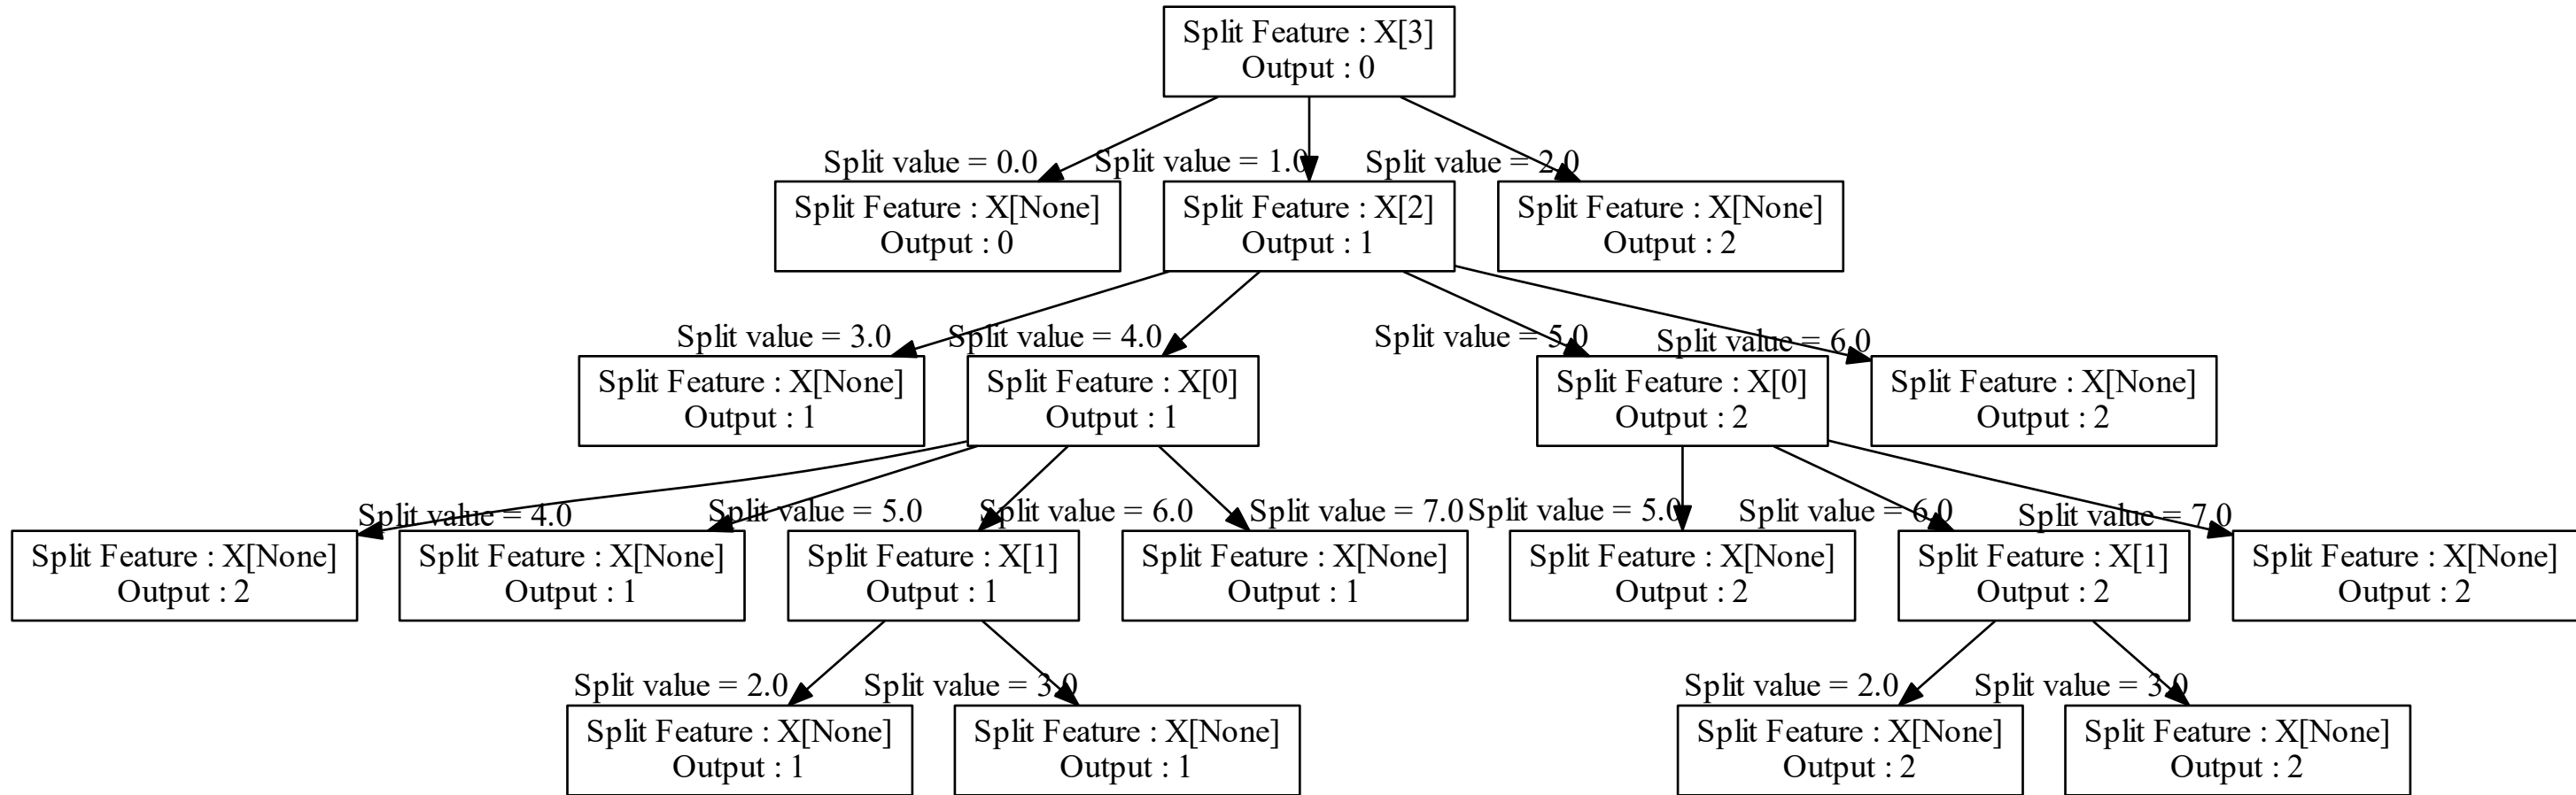 Split Feature : X[3]
Output : 0
Split value = 0.0
Split value = 1.0
Split value = 2.0
Split Feature : X[None]
Output : 0
Split Feature : X[2]
Output : 1
Split Feature : X[None]
Output : 2
Split value = 3.0
Split value = 4.0
Split value = 5.0
Split value = 6.0
Split Feature : X[None]
Output : 1
Split Feature : X[0]
Output : 1
Split Feature : X[0]
Output : 2
Split Feature : X[None]
Output : 2
Split value = 4.0
Split value = 5.0
Split value = 6.0
Split value = 7.0
Split value = 5.0
Split value = 6.0
Split value = 7.0
Split Feature : X[None]
Output : 2
Split Feature : X[None]
Output : 1
Split Feature : X[1]
Output : 1
Split Feature : X[None]
Output : 1
Split Feature : X[None]
Output : 2
Split Feature : X[1]
Output : 2
Split Feature : X[None]
Output : 2
Split value = 2.0
Split value = 3.0
Split value = 2.0
Split value = 3.0
Split Feature : X[None]
Output : 1
Split Feature : X[None]
Output : 1
Split Feature : X[None]
Output : 2
Split Feature : X[None]
Output : 2